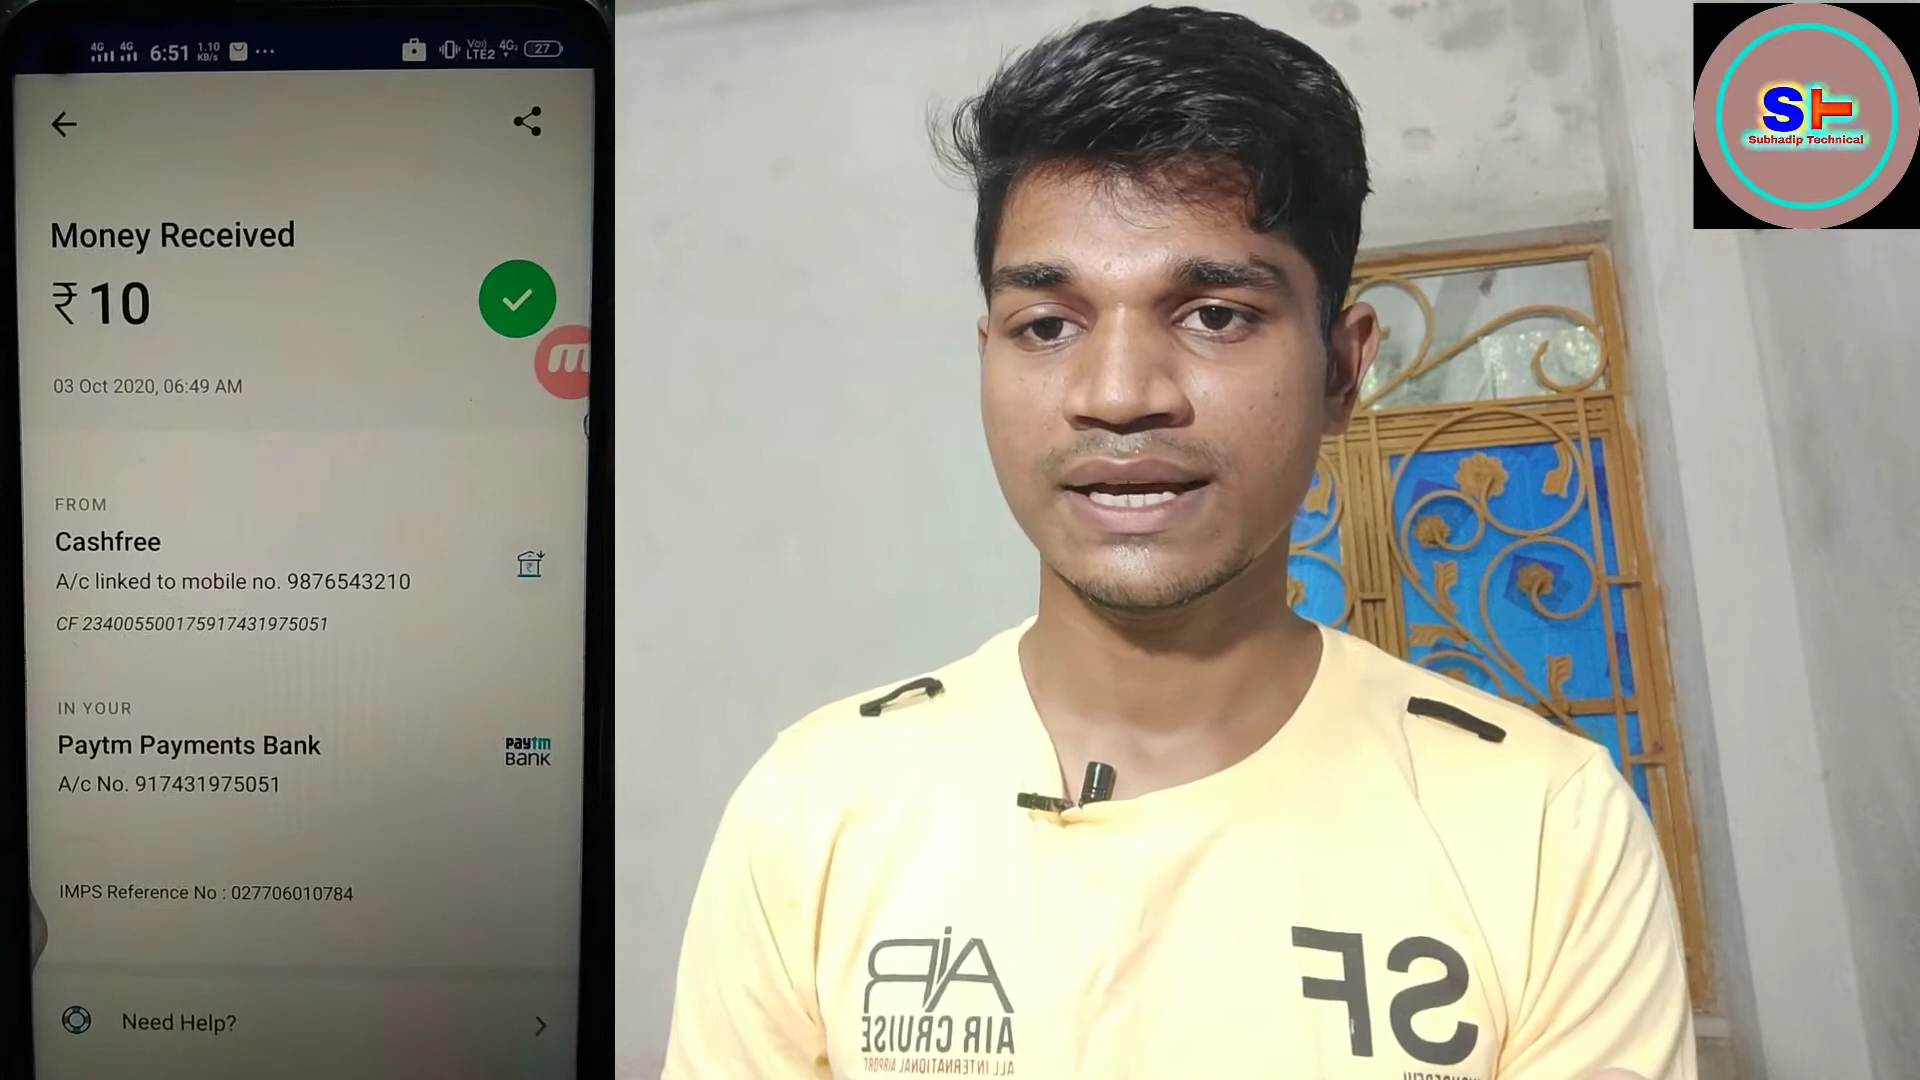 4G 4G 6:51 1.10 KB/s
Vo) LTE2 4G 27
Money Received
₹10
03 Oct 2020, 06:49 AM
FROM
Cashfree
A/c linked to mobile no. 9876543210
CF 234005500175917431975051
IN YOUR
Paytm Payments Bank
A/c No. 917431975051
paytm
BANK
IMPS Reference No : 027706010784
Need Help?
ST
Subhadip Technical
AIR
AIR CRUISE
ALL INTERNATIONAL AIRPORT
SF